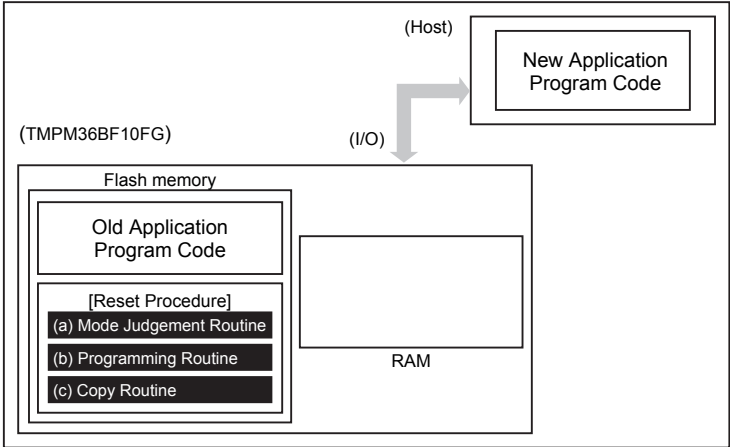 (Host)
New Application
Program Code
(TMPM36BF10FG)
(I/O)
Flash memory
Old Application
Program Code
[Reset Procedure]
(a) Mode Judgement Routine
(b) Programming Routine
(c) Copy Routine
RAM